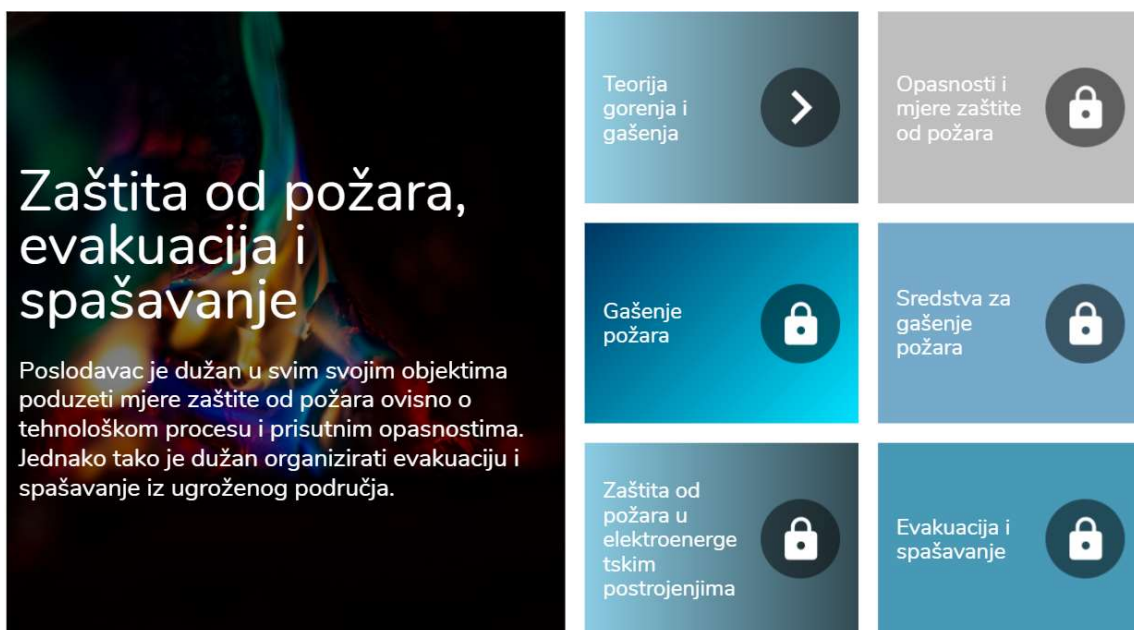 Zaštita od požara,
evakuacija i
spašavanje
Poslodavac je dužan u svim svojim objektima
poduzeti mjere zaštite od požara ovisno o
tehnološkom procesu i prisutnim opasnostima.
Jednako tako je dužan organizirati evakuaciju i
spašavanje iz ugroženog područja.
Teorija
gorenja i
gašenja
Opasnosti i
mjere zaštite
od požara
Gašenje
požara
Sredstva za
gašenje
požara
Zaštita od
požara u
elektroenerge
tskim
postrojenjima
Evakuacija i
spašavanje